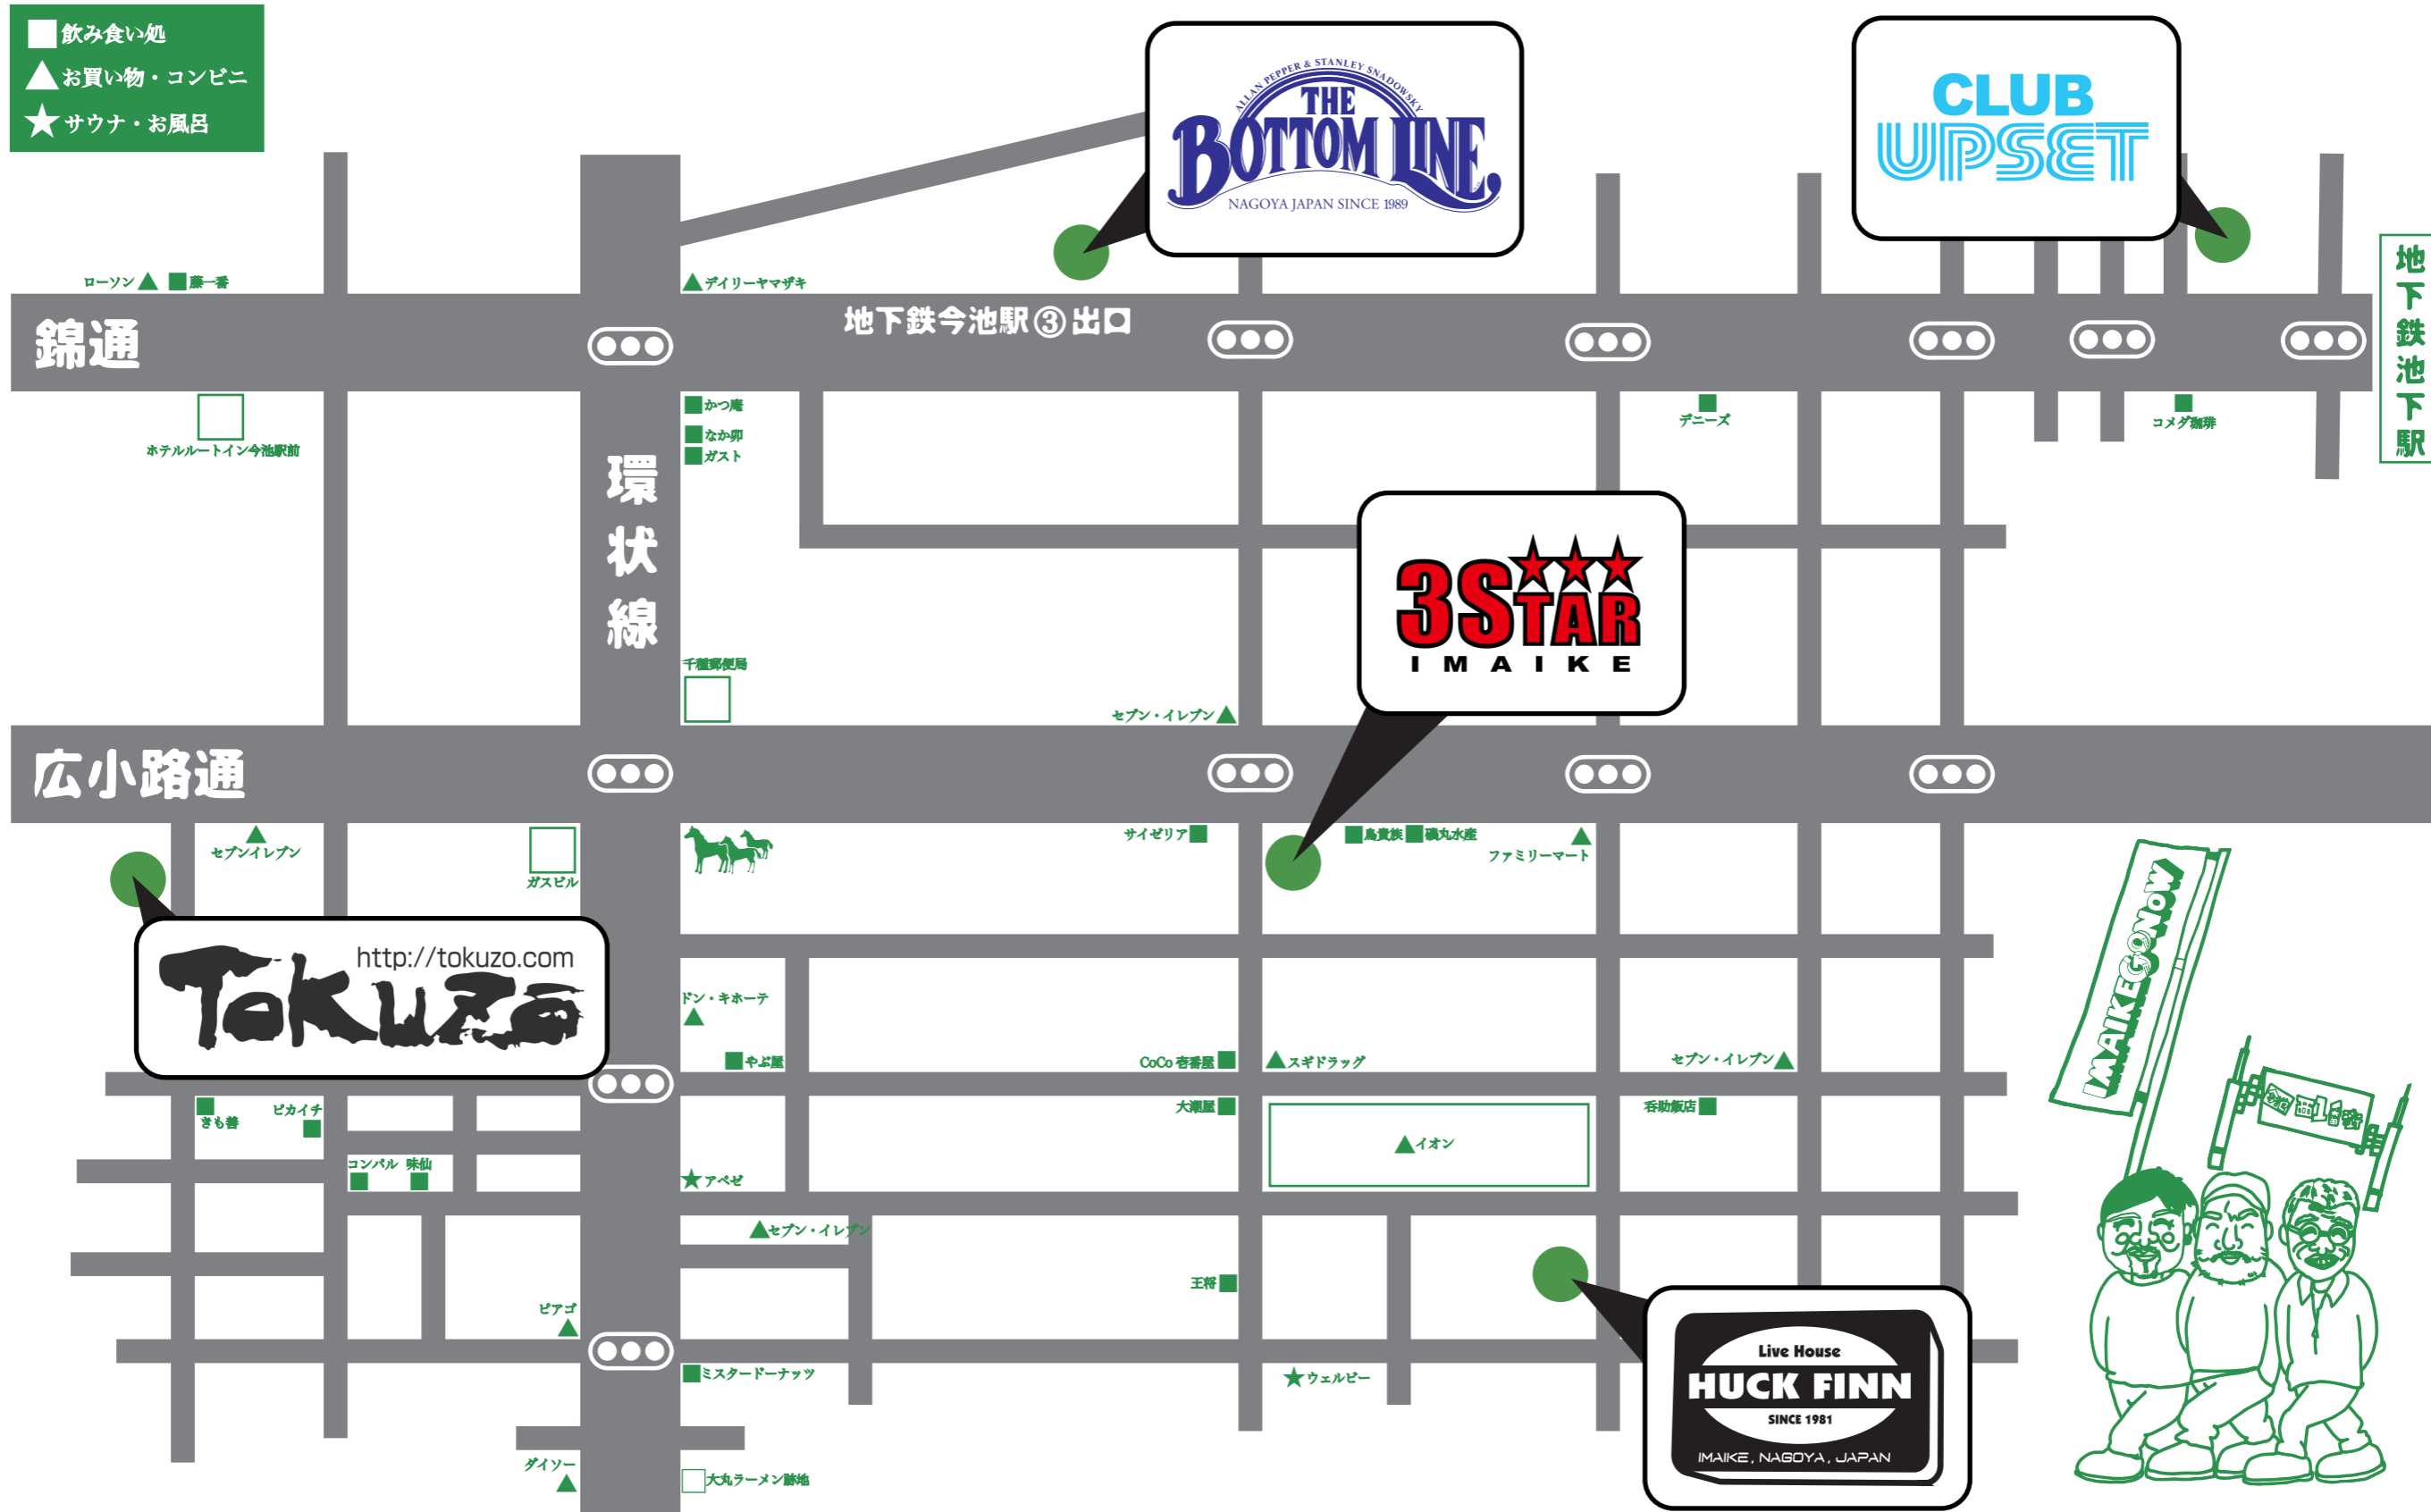 飲み食い処
お買い物・コンビニ
サウナ・お風呂
ALLAN PEPPER & STANLEY SNADOWSKY
THE
BOTTOM LINE.
NAGOYA JAPAN SINCE 1989
CLUB
UPSET
地下鉄池下駅
ローソン
藤一番
デイリーヤマザキ
錦通
地下鉄今池駅③出口
ホテルルートイン今池駅前
かつ庵
なか卯
ガスト
デニーズ
コメダ珈琲
環状線
3STAR
IMAIKE
千種郵便局
セブン・イレブン
広小路通
セブンイレブン
ガスビル
サイゼリア
鳥貴族
磯丸水産
ファミリーマート
http://tokuzo.com
TOKUZO
IMAIKE GO NOW
ドン・キホーテ
やぶ屋
CoCo 壱番屋
スギドラッグ
セブン・イレブン
きも善
ピカイチ
大瀬屋
呑助飯店
イオン
コンパル
味仙
アペゼ
セブン・イレブン
王将
ピアゴ
ミスタードーナッツ
ウェルビー
Live House
HUCK FINN
SINCE 1981
IMAIKE, NAGOYA, JAPAN
ダイソー
大丸ラーメン跡地